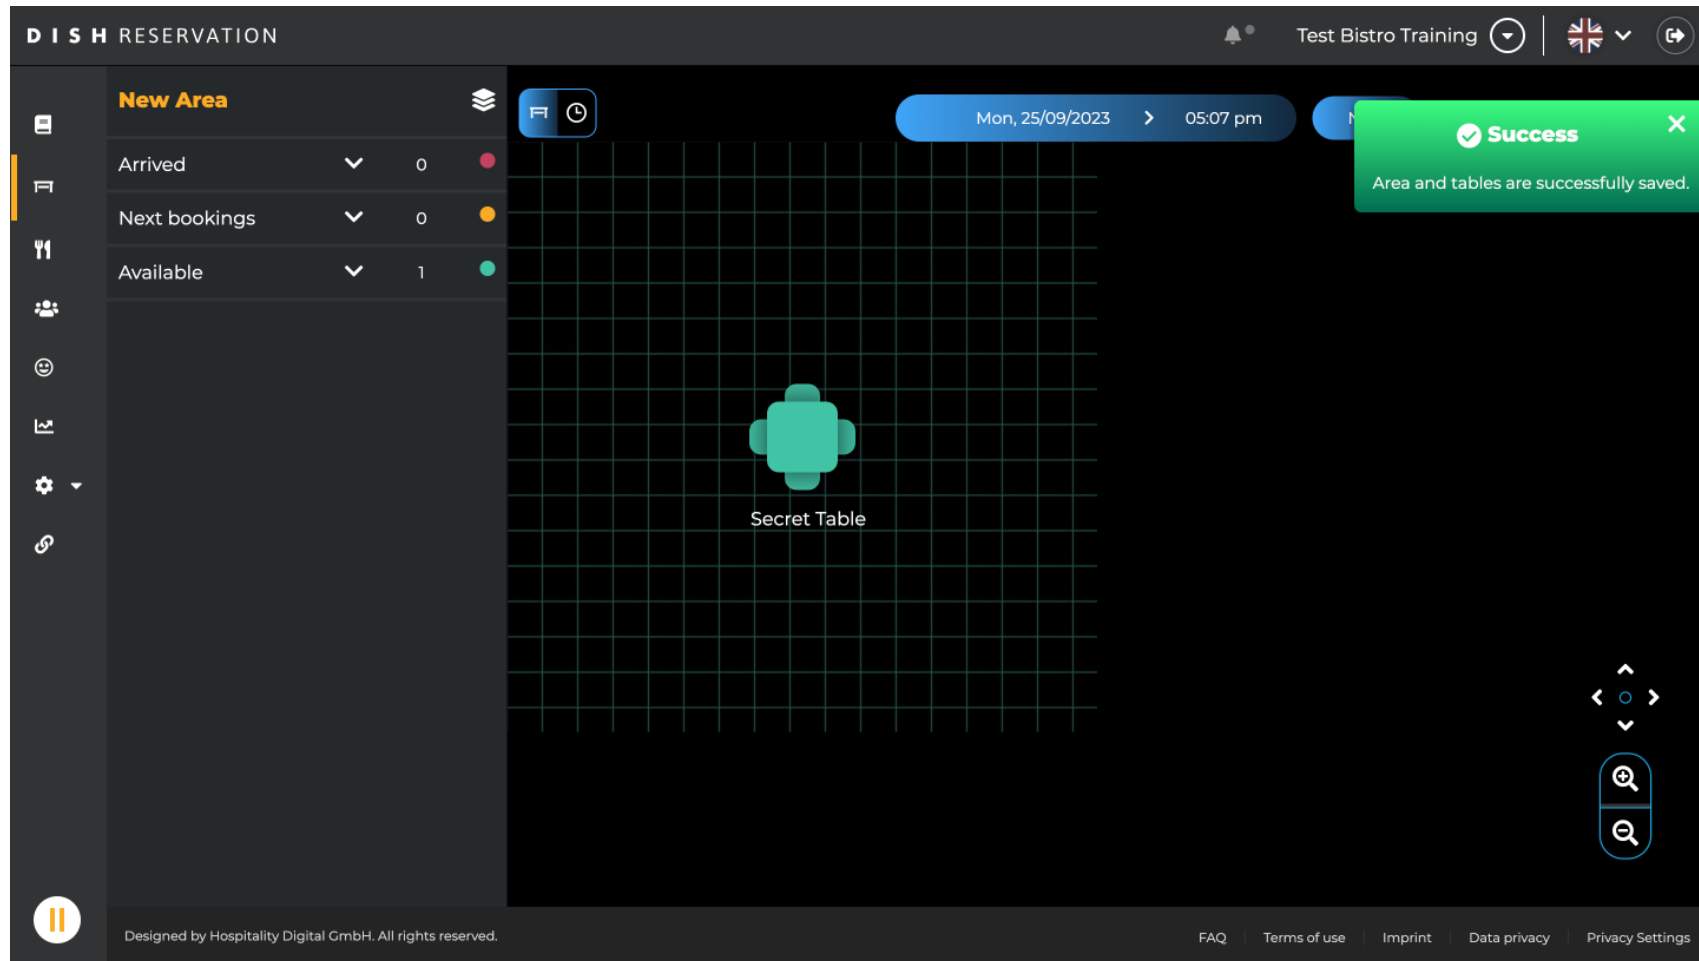 DISH RESERVATION
Test Bistro Training
New Area
Mon, 25/09/2023
05:07 pm
Success
Area and tables are successfully saved.
Arrived 0
Next bookings 0
Available 1
Secret Table
Designed by Hospitality Digital GmbH. All rights reserved.
FAQ
Terms of use
Imprint
Data privacy
Privacy Settings